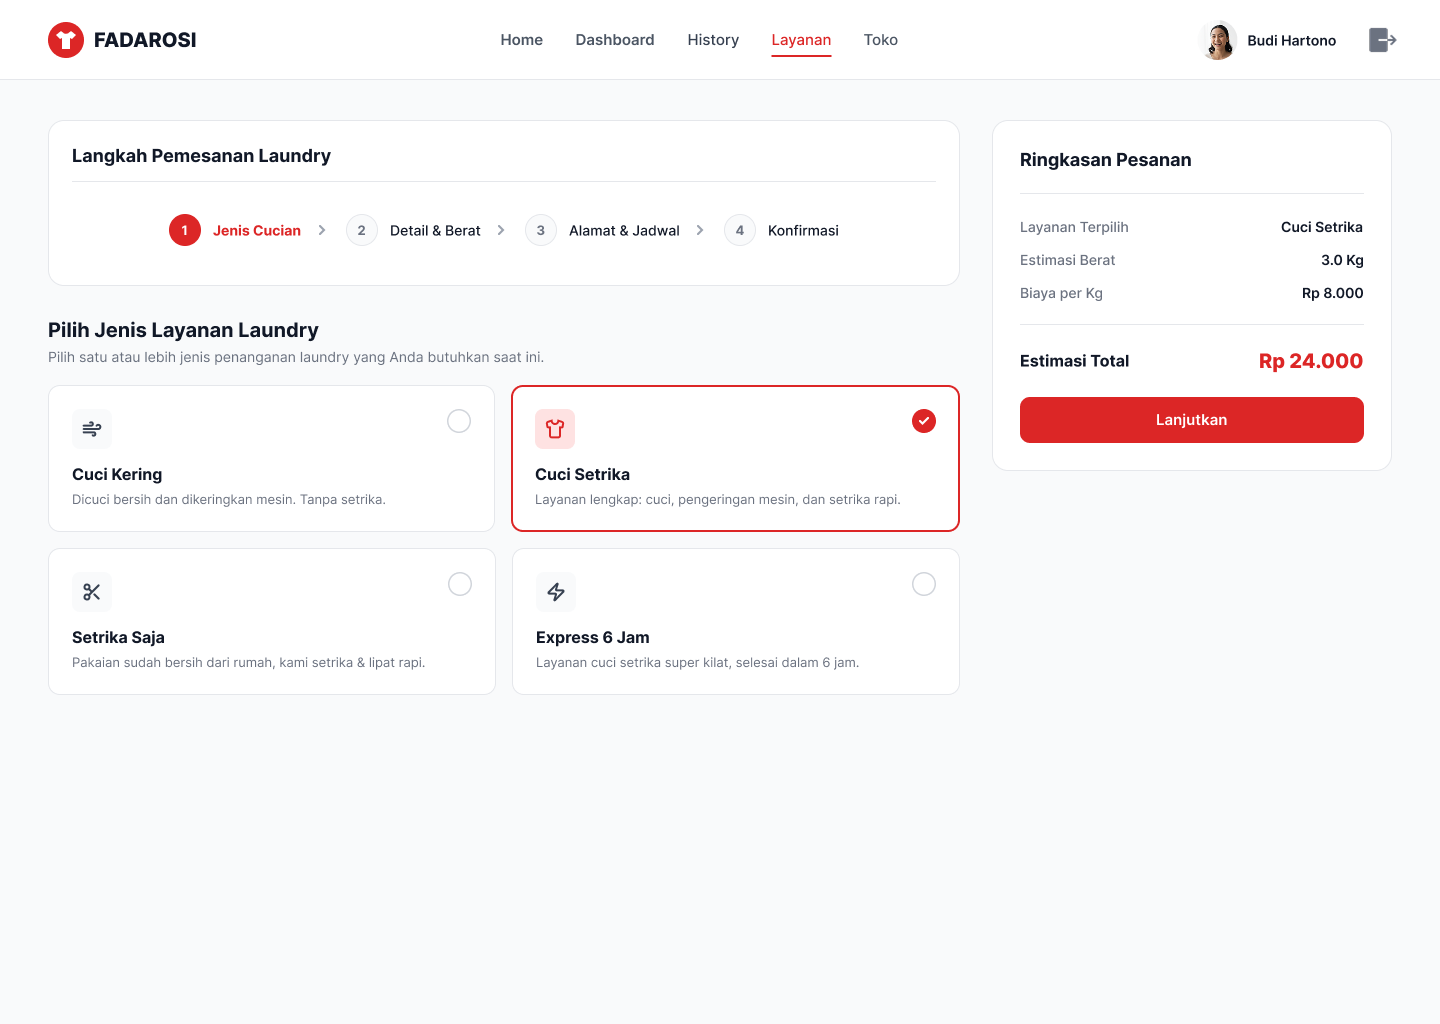 FADAROSI
Home
Dashboard
History
Layanan
Toko
Budi Hartono
Langkah Pemesanan Laundry
1 Jenis Cucian
2 Detail & Berat
3 Alamat & Jadwal
4 Konfirmasi
Pilih Jenis Layanan Laundry
Pilih satu atau lebih jenis penanganan laundry yang Anda butuhkan saat ini.
Cuci Kering
Dicuci bersih dan dikeringkan mesin. Tanpa setrika.
Cuci Setrika
Layanan lengkap: cuci, pengeringan mesin, dan setrika rapi.
Setrika Saja
Pakaian sudah bersih dari rumah, kami setrika & lipat rapi.
Express 6 Jam
Layanan cuci setrika super kilat, selesai dalam 6 jam.
Ringkasan Pesanan
Layanan Terpilih Cuci Setrika
Estimasi Berat 3.0 Kg
Biaya per Kg Rp 8.000
Estimasi Total Rp 24.000
Lanjutkan